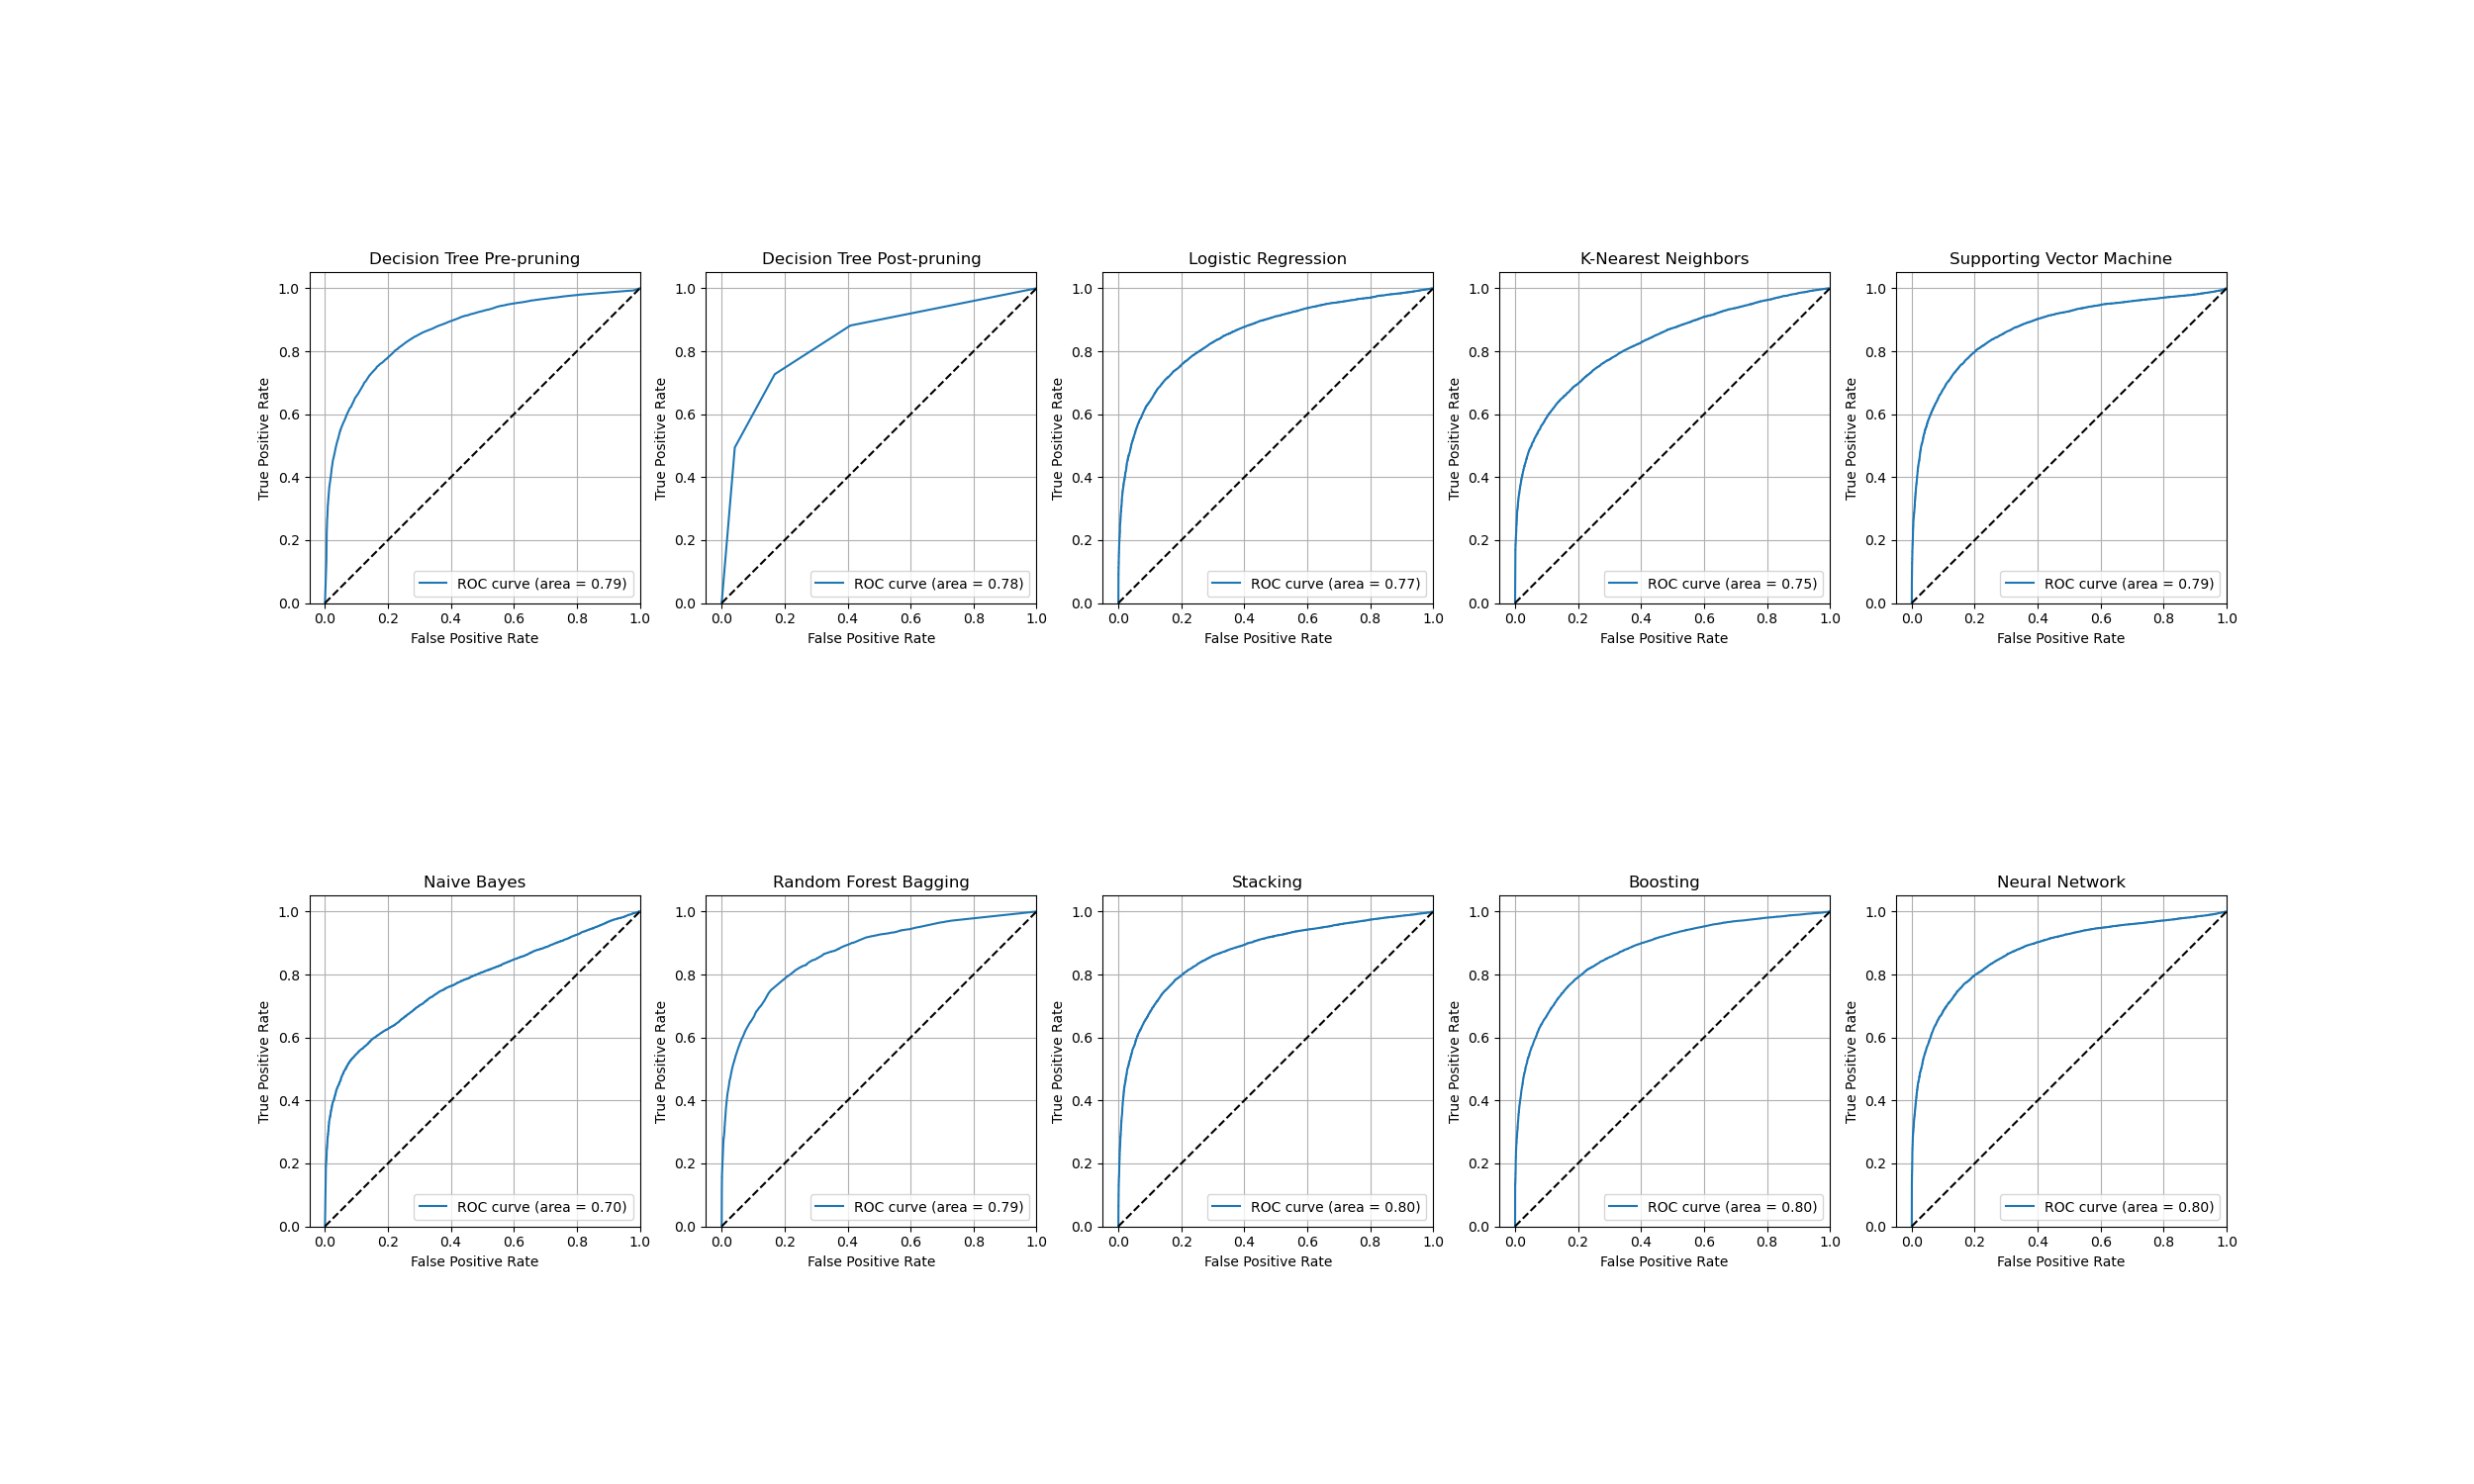 Decision Tree Pre-pruning
1.0
0.8
0.6
0.4
0.2
0.0
True Positive Rate
ROC curve (area = 0.79)
0.0 0.2 0.4 0.6 0.8 1.0
False Positive Rate
Decision Tree Post-pruning
1.0
0.8
0.6
0.4
0.2
0.0
True Positive Rate
ROC curve (area = 0.78)
0.0 0.2 0.4 0.6 0.8 1.0
False Positive Rate
Logistic Regression
1.0
0.8
0.6
0.4
0.2
0.0
True Positive Rate
ROC curve (area = 0.77)
0.0 0.2 0.4 0.6 0.8 1.0
False Positive Rate
K-Nearest Neighbors
1.0
0.8
0.6
0.4
0.2
0.0
True Positive Rate
ROC curve (area = 0.75)
0.0 0.2 0.4 0.6 0.8 1.0
False Positive Rate
Supporting Vector Machine
1.0
0.8
0.6
0.4
0.2
0.0
True Positive Rate
ROC curve (area = 0.79)
0.0 0.2 0.4 0.6 0.8 1.0
False Positive Rate
Naive Bayes
1.0
0.8
0.6
0.4
0.2
0.0
True Positive Rate
ROC curve (area = 0.70)
0.0 0.2 0.4 0.6 0.8 1.0
False Positive Rate
Random Forest Bagging
1.0
0.8
0.6
0.4
0.2
0.0
True Positive Rate
ROC curve (area = 0.79)
0.0 0.2 0.4 0.6 0.8 1.0
False Positive Rate
Stacking
1.0
0.8
0.6
0.4
0.2
0.0
True Positive Rate
ROC curve (area = 0.80)
0.0 0.2 0.4 0.6 0.8 1.0
False Positive Rate
Boosting
1.0
0.8
0.6
0.4
0.2
0.0
True Positive Rate
ROC curve (area = 0.80)
0.0 0.2 0.4 0.6 0.8 1.0
False Positive Rate
Neural Network
1.0
0.8
0.6
0.4
0.2
0.0
True Positive Rate
ROC curve (area = 0.80)
0.0 0.2 0.4 0.6 0.8 1.0
False Positive Rate